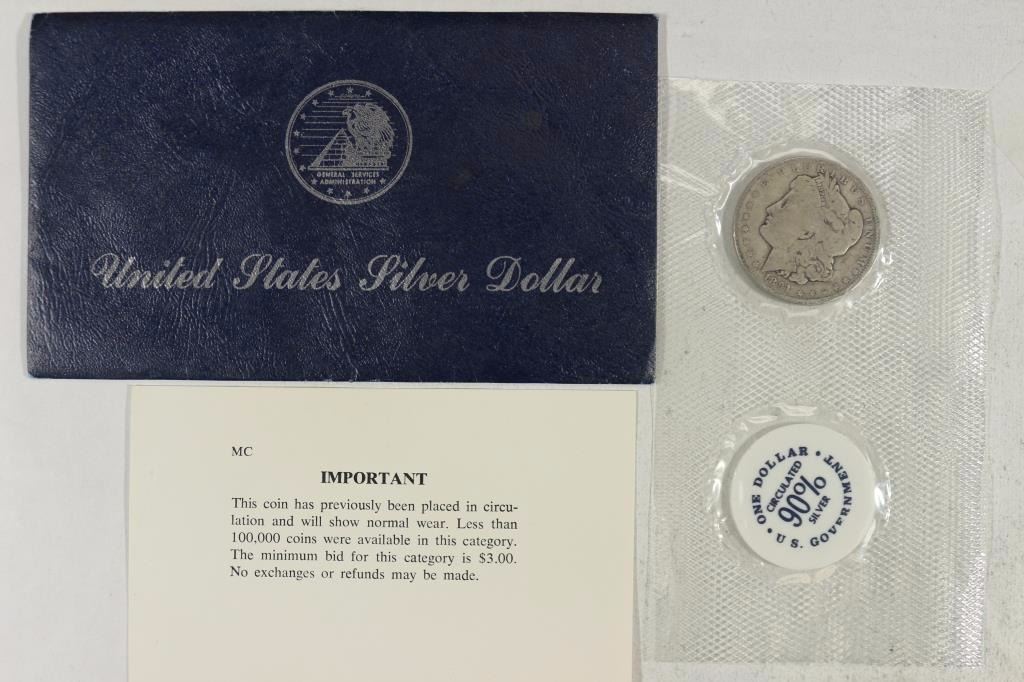 GENERAL SERVICES
ADMINISTRATION
United States Silver Dollar
MC
IMPORTANT
This coin has previously been placed in circu-
lation and will show normal wear. Less than
100,000 coins were available in this category.
The minimum bid for this category is $3.00.
No exchanges or refunds may be made.
E PLURIBUS UNUM
ONE DOLLAR •
CIRCULATED
90%
SILVER
U.S. GOVERNMENT •